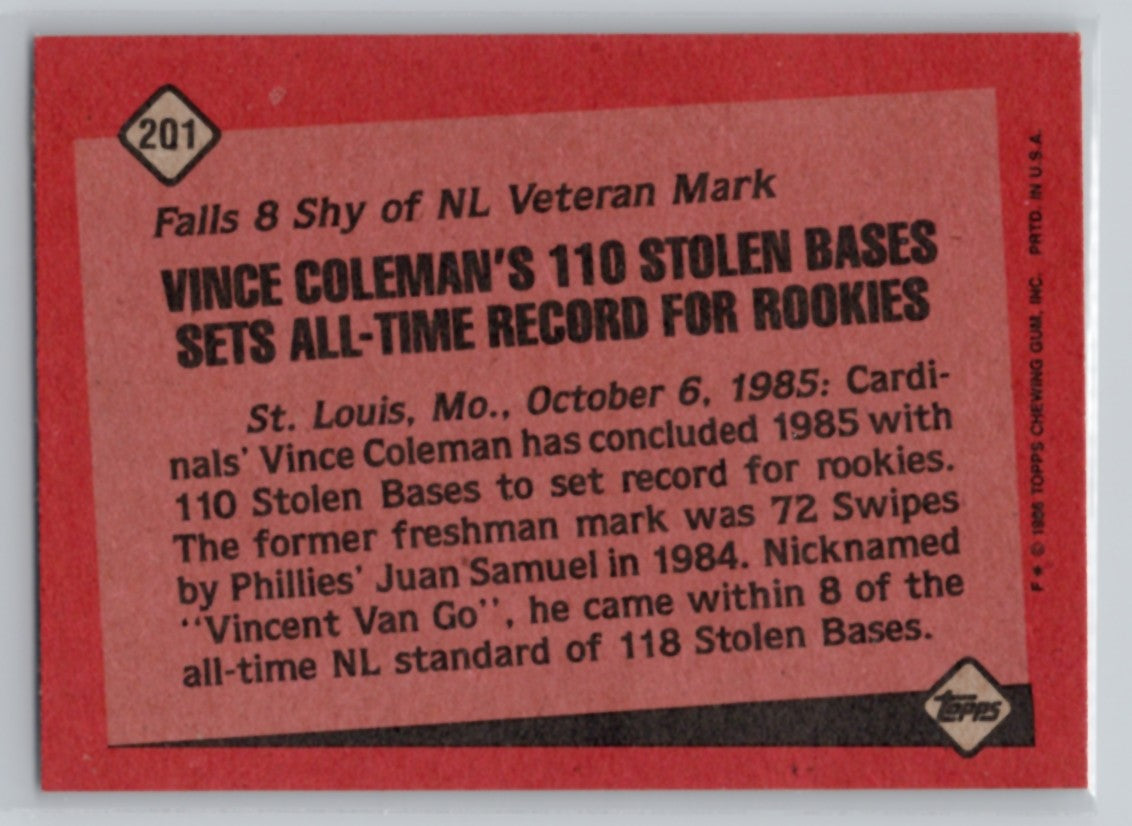 201
Falls 8 Shy of NL Veteran Mark
VINCE COLEMAN'S 110 STOLEN BASES
SETS ALL-TIME RECORD FOR ROOKIES
St. Louis, Mo., October 6, 1985: Cardi-
nals' Vince Coleman has concluded 1985 with
110 Stolen Bases to set record for rookies.
The former freshman mark was 72 Swipes
by Phillies' Juan Samuel in 1984. Nicknamed
"Vincent Van Go", he came within 8 of the
all-time NL standard of 118 Stolen Bases.
topps
F * © 1986 TOPPS CHEWING GUM, INC. PRTD. IN U.S.A.